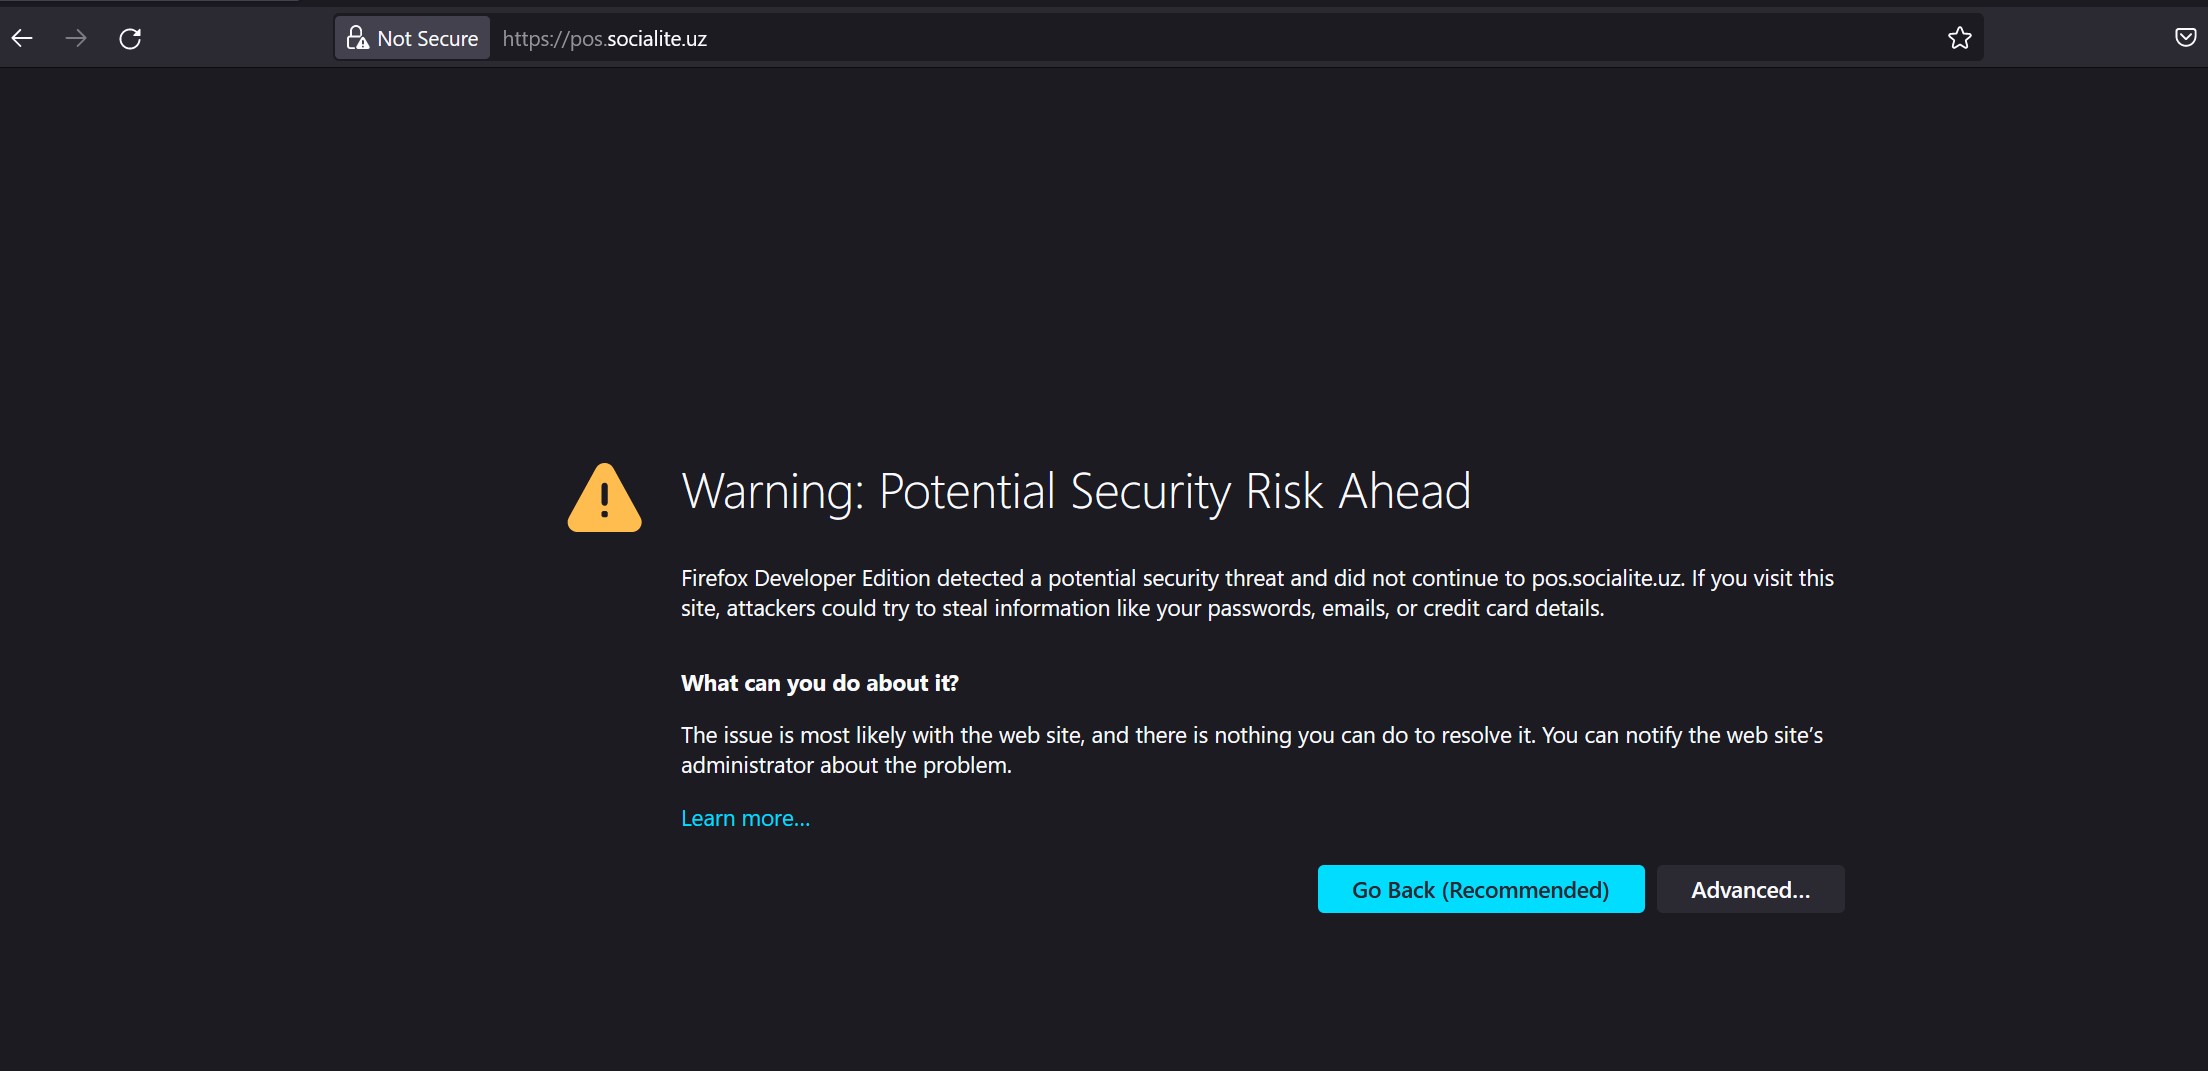 Not Secure https://pos.socialite.uz
Warning: Potential Security Risk Ahead
Firefox Developer Edition detected a potential security threat and did not continue to pos.socialite.uz. If you visit this
site, attackers could try to steal information like your passwords, emails, or credit card details.
What can you do about it?
The issue is most likely with the web site, and there is nothing you can do to resolve it. You can notify the web site’s
administrator about the problem.
Learn more…
Go Back (Recommended) Advanced…